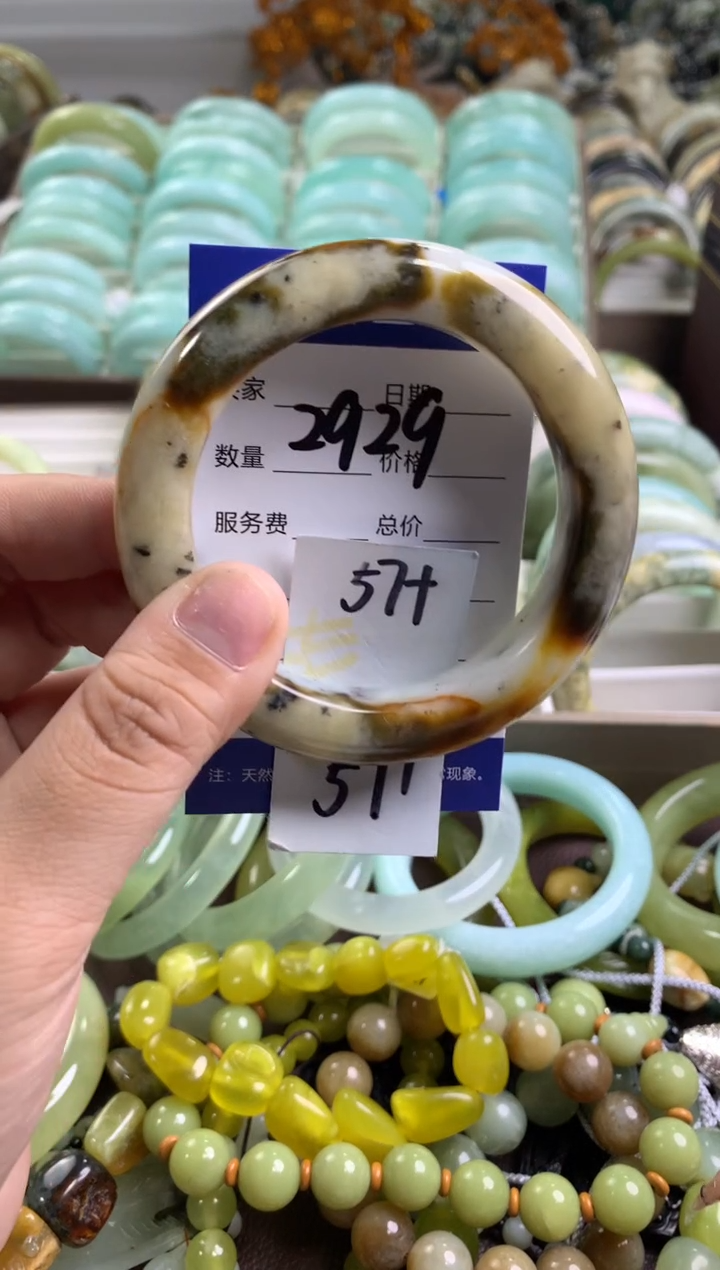 家 日期
2929
数量 价格
服务费 总价
57H
注：天然 现象。